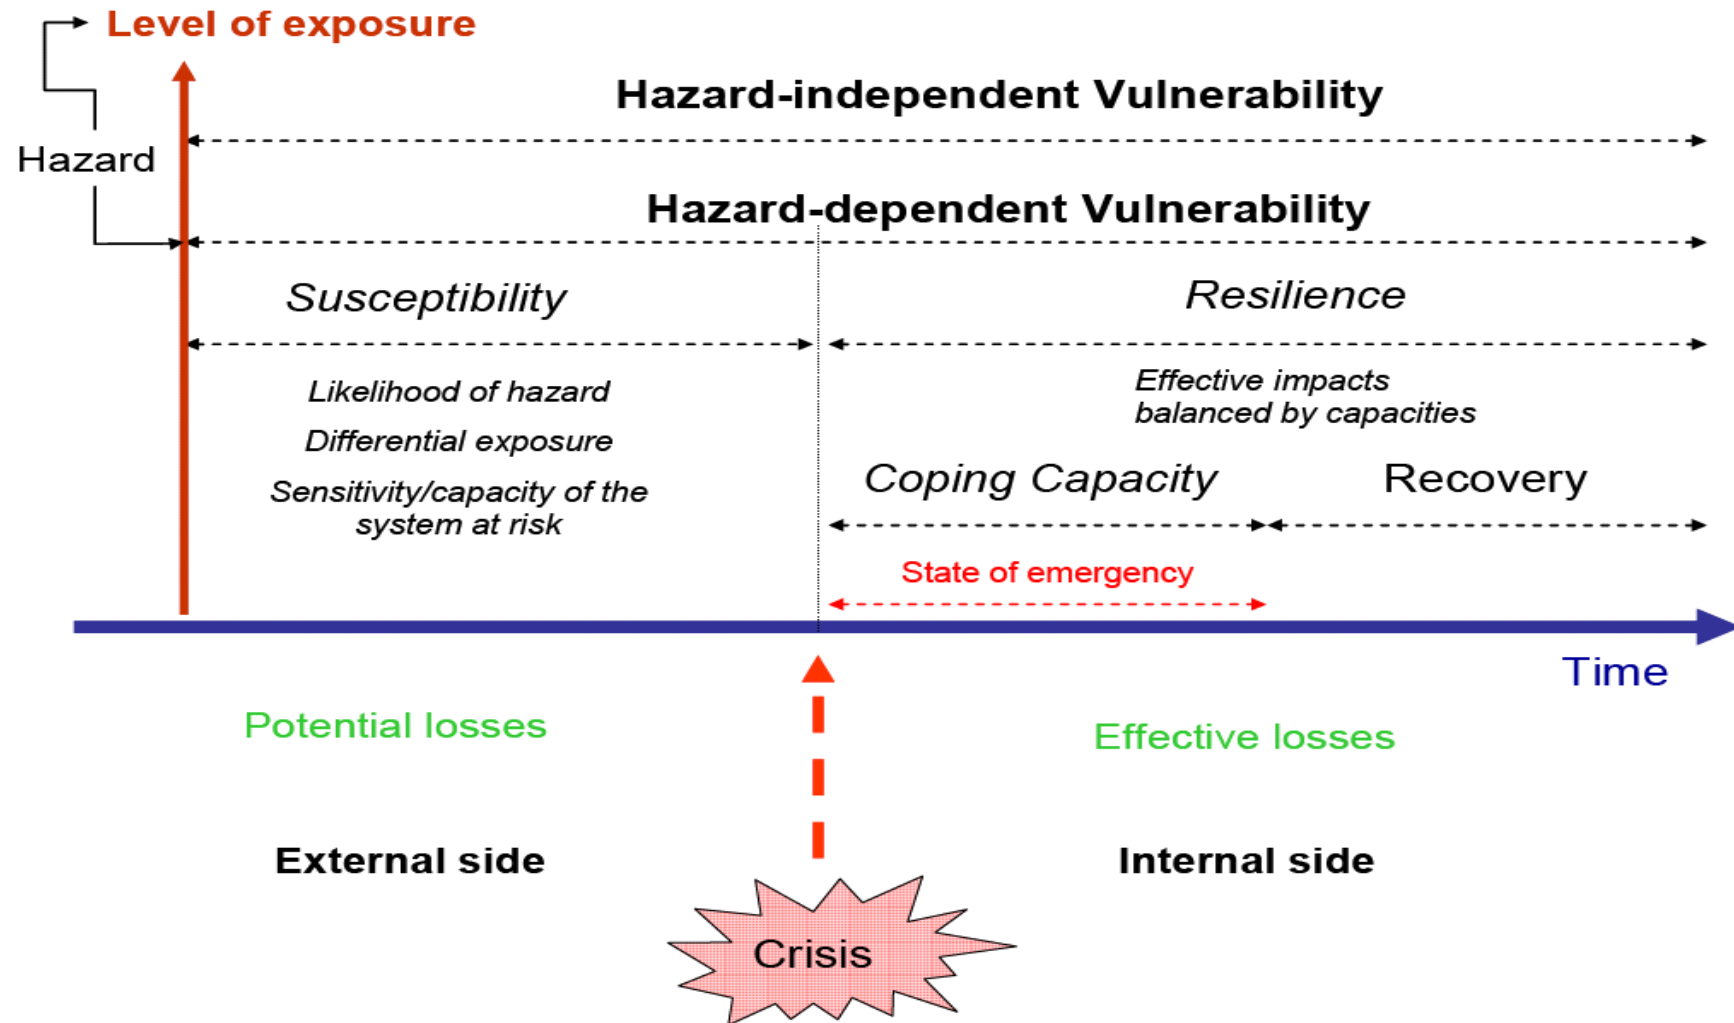 Level of exposure
Hazard-independent Vulnerability
Hazard
Hazard-dependent Vulnerability
Susceptibility
Resilience
Likelihood of hazard
Differential exposure
Sensitivity/capacity of the
system at risk
Effective impacts
balanced by capacities
Coping Capacity
Recovery
State of emergency
Time
Potential losses
Effective losses
External side
Internal side
Crisis